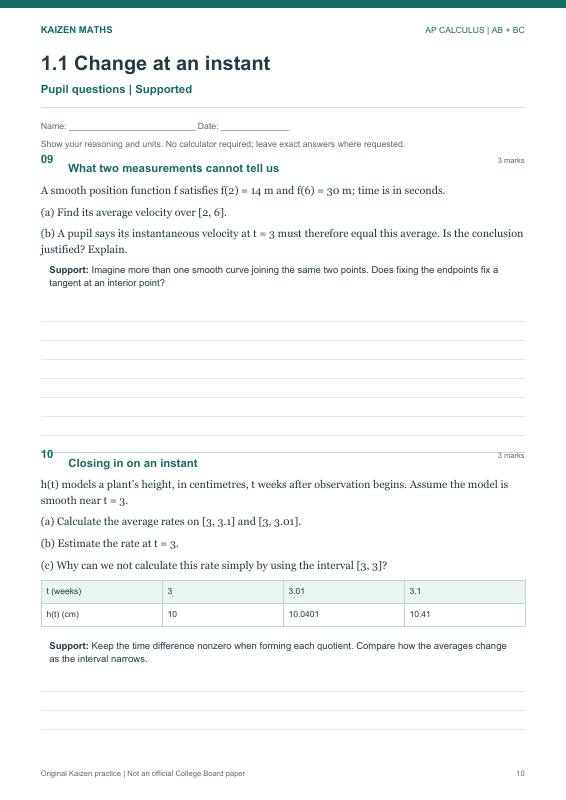 KAIZEN MATHS
AP CALCULUS | AB + BC
1.1 Change at an instant
Pupil questions | Supported
Name: ___________________________ Date: ______________
Show your reasoning and units. No calculator required; leave exact answers where requested.
09
3 marks
What two measurements cannot tell us
A smooth position function f satisfies f(2) = 14 m and f(6) = 30 m; time is in seconds.
(a) Find its average velocity over [2, 6].
(b) A pupil says its instantaneous velocity at t = 3 must therefore equal this average. Is the conclusion
justified? Explain.
Support: Imagine more than one smooth curve joining the same two points. Does fixing the endpoints fix a
tangent at an interior point?
10
3 marks
Closing in on an instant
h(t) models a plant’s height, in centimetres, t weeks after observation begins. Assume the model is
smooth near t = 3.
(a) Calculate the average rates on [3, 3.1] and [3, 3.01].
(b) Estimate the rate at t = 3.
(c) Why can we not calculate this rate simply by using the interval [3, 3]?
t (weeks) 3 3.01 3.1
h(t) (cm) 10 10.0401 10.41
Support: Keep the time difference nonzero when forming each quotient. Compare how the averages change
as the interval narrows.
Original Kaizen practice | Not an official College Board paper
10